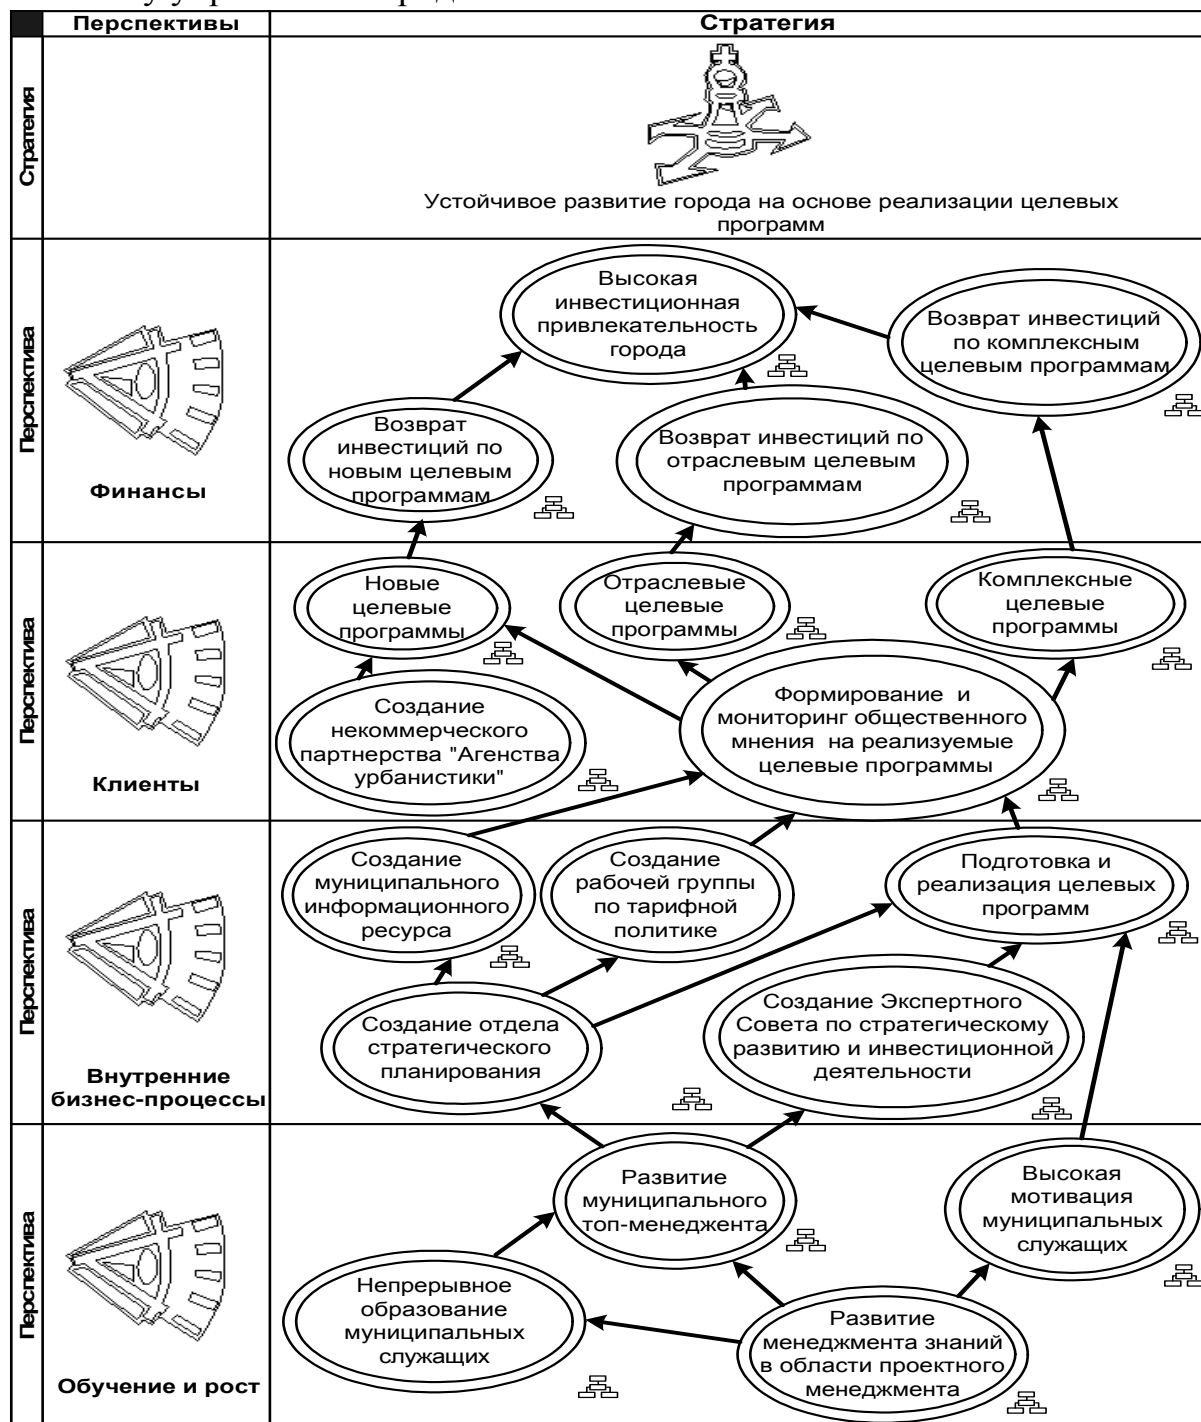 Перспективы
Стратегия
Стратегия
Устойчивое развитие города на основе реализации целевых
программ
Перспектива
Финансы
Высокая
инвестиционная
привлекательность
города
Возврат инвестиций
по комплексным
целевым программам
Возврат
инвестиций по
новым целевым
программам
Возврат инвестиций по
отраслевым целевым
программам
Перспектива
Клиенты
Новые
целевые
программы
Отраслевые
целевые
программы
Комплексные
целевые
программы
Создание
некоммерческого
партнерства "Агенства
урбанистики"
Формирование и
мониторинг общественного
мнения на реализуемые
целевые программы
Перспектива
Внутренние
бизнес-процессы
Создание
муниципального
информационного
ресурса
Создание
рабочей группы
по тарифной
политике
Подготовка и
реализация целевых
программ
Создание отдела
стратегического
планирования
Создание Экспертного
Совета по стратегическому
развитию и инвестиционной
деятельности
Перспектива
Обучение и рост
Развитие
муниципального
топ-менеджента
Высокая
мотивация
муниципальных
служащих
Непрерывное
образование
муниципальных
служащих
Развитие
менеджмента знаний
в области проектного
менеджмента